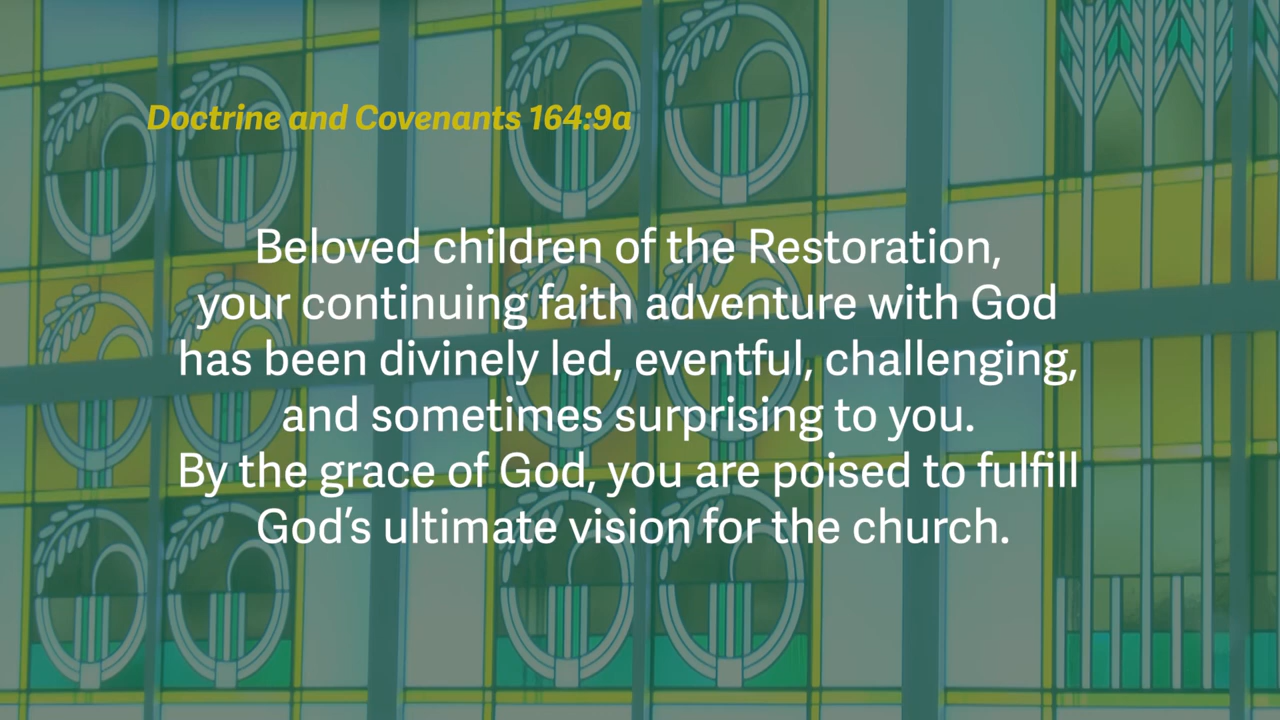 Doctrine and Covenants 164:9a
Beloved children of the Restoration,
your continuing faith adventure with God
has been divinely led, eventful, challenging,
and sometimes surprising to you.
By the grace of God, you are poised to fulfill
God’s ultimate vision for the church.